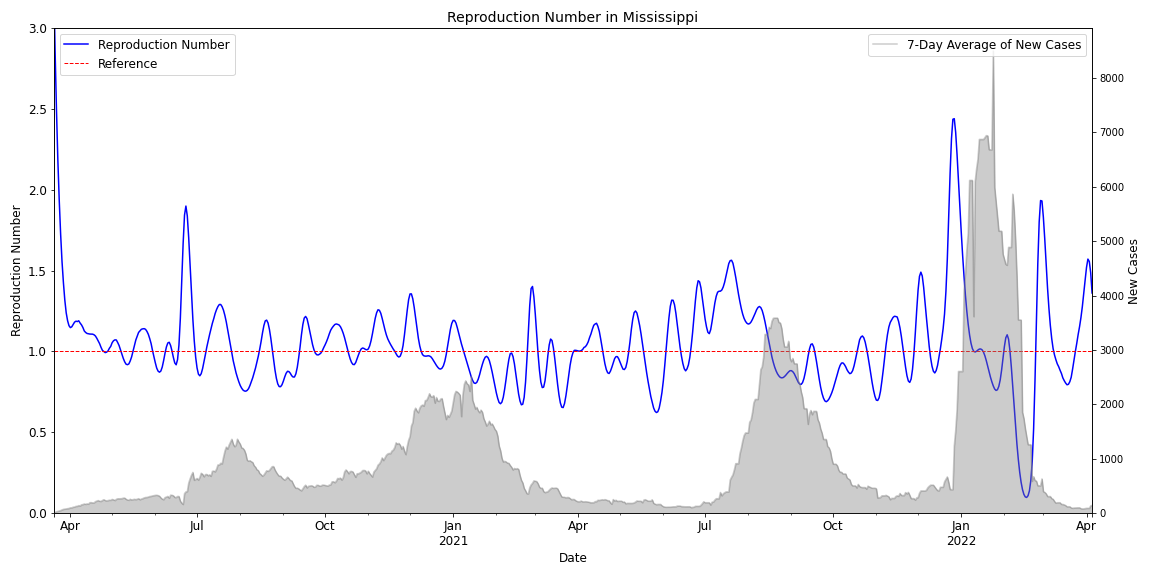 Reproduction Number in Mississippi
Reproduction Number
Reference
7-Day Average of New Cases
3.0
2.5
2.0
1.5
1.0
0.5
0.0
Reproduction Number
8000
7000
6000
5000
4000
3000
2000
1000
0
New Cases
Apr
Jul
Oct
Jan
2021
Apr
Jul
Oct
Jan
2022
Apr
Date